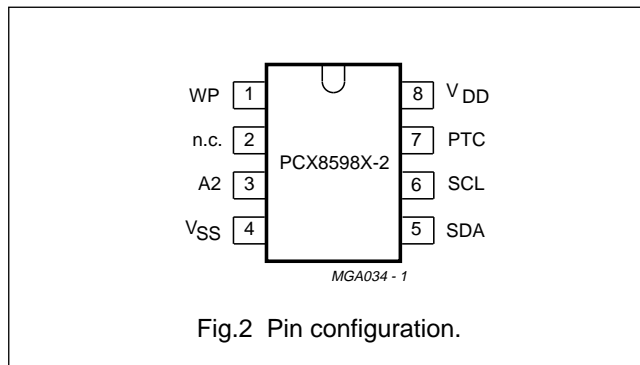 WP 1 8 VDD
n.c. 2 7 PTC
PCX8598X-2
A2 3 6 SCL
VSS 4 5 SDA
MGA034 - 1
Fig.2 Pin configuration.